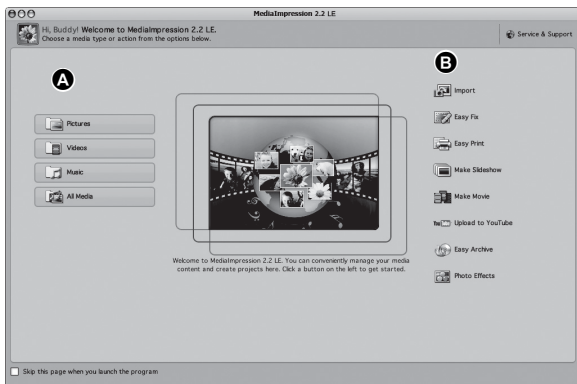 MediaImpression 2.2 LE
Hi, Buddy! Welcome to MediaImpression 2.2 LE.
Choose a media type or action from the options below.
Service & Support
A
Pictures
Videos
Music
All Media
Welcome to MediaImpression 2.2 LE. You can conveniently manage your media
content and create projects here. Click a button on the left to get started.
B
Import
Easy Fix
Easy Print
Make Slideshow
Make Movie
Upload to YouTube
Easy Archive
Photo Effects
Skip this page when you launch the program